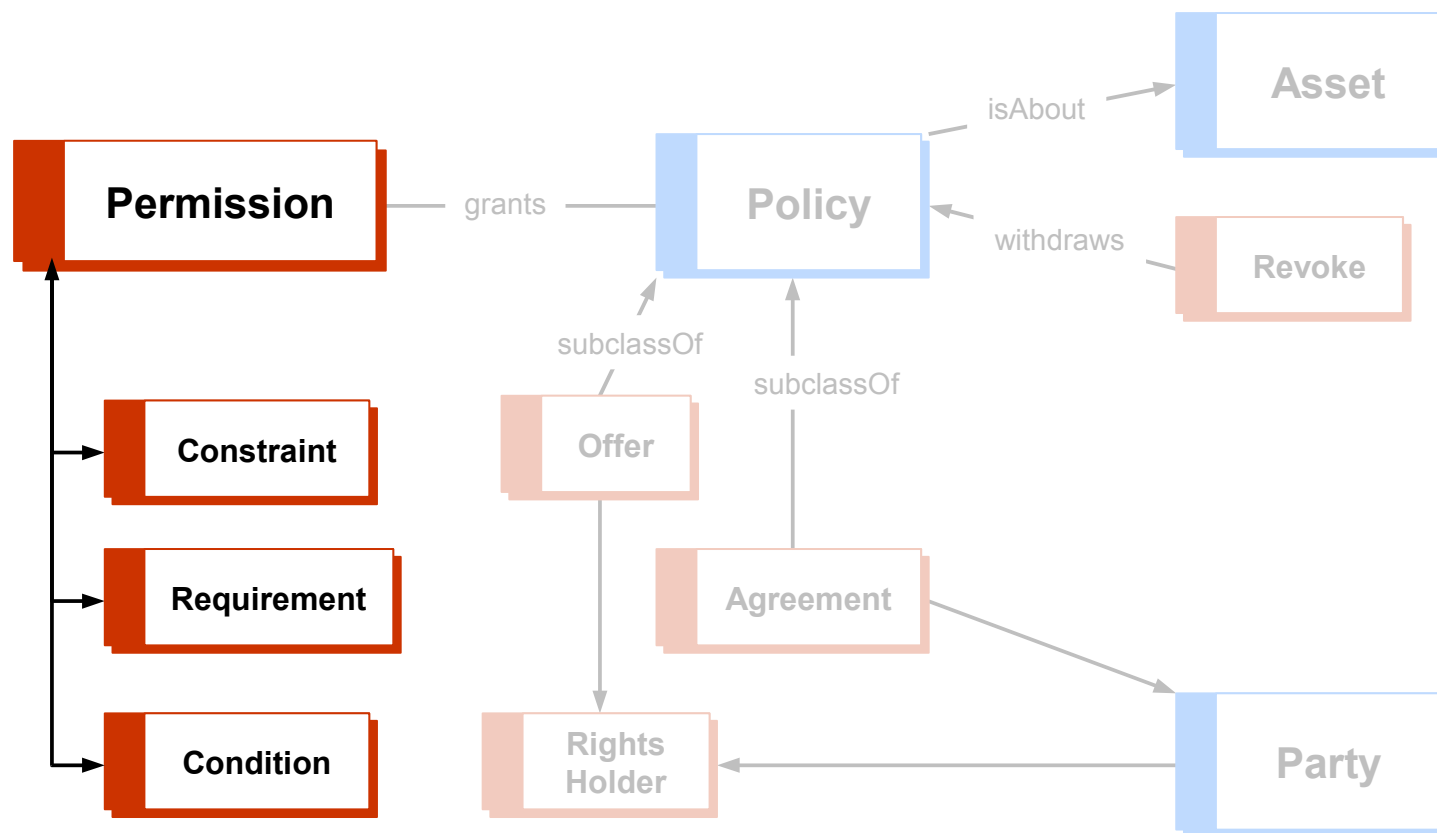 Asset
isAbout
Permission
grants
Policy
withdraws
Revoke
subclassOf
subclassOf
Constraint
Offer
Requirement
Agreement
Condition
Rights
Holder
Party